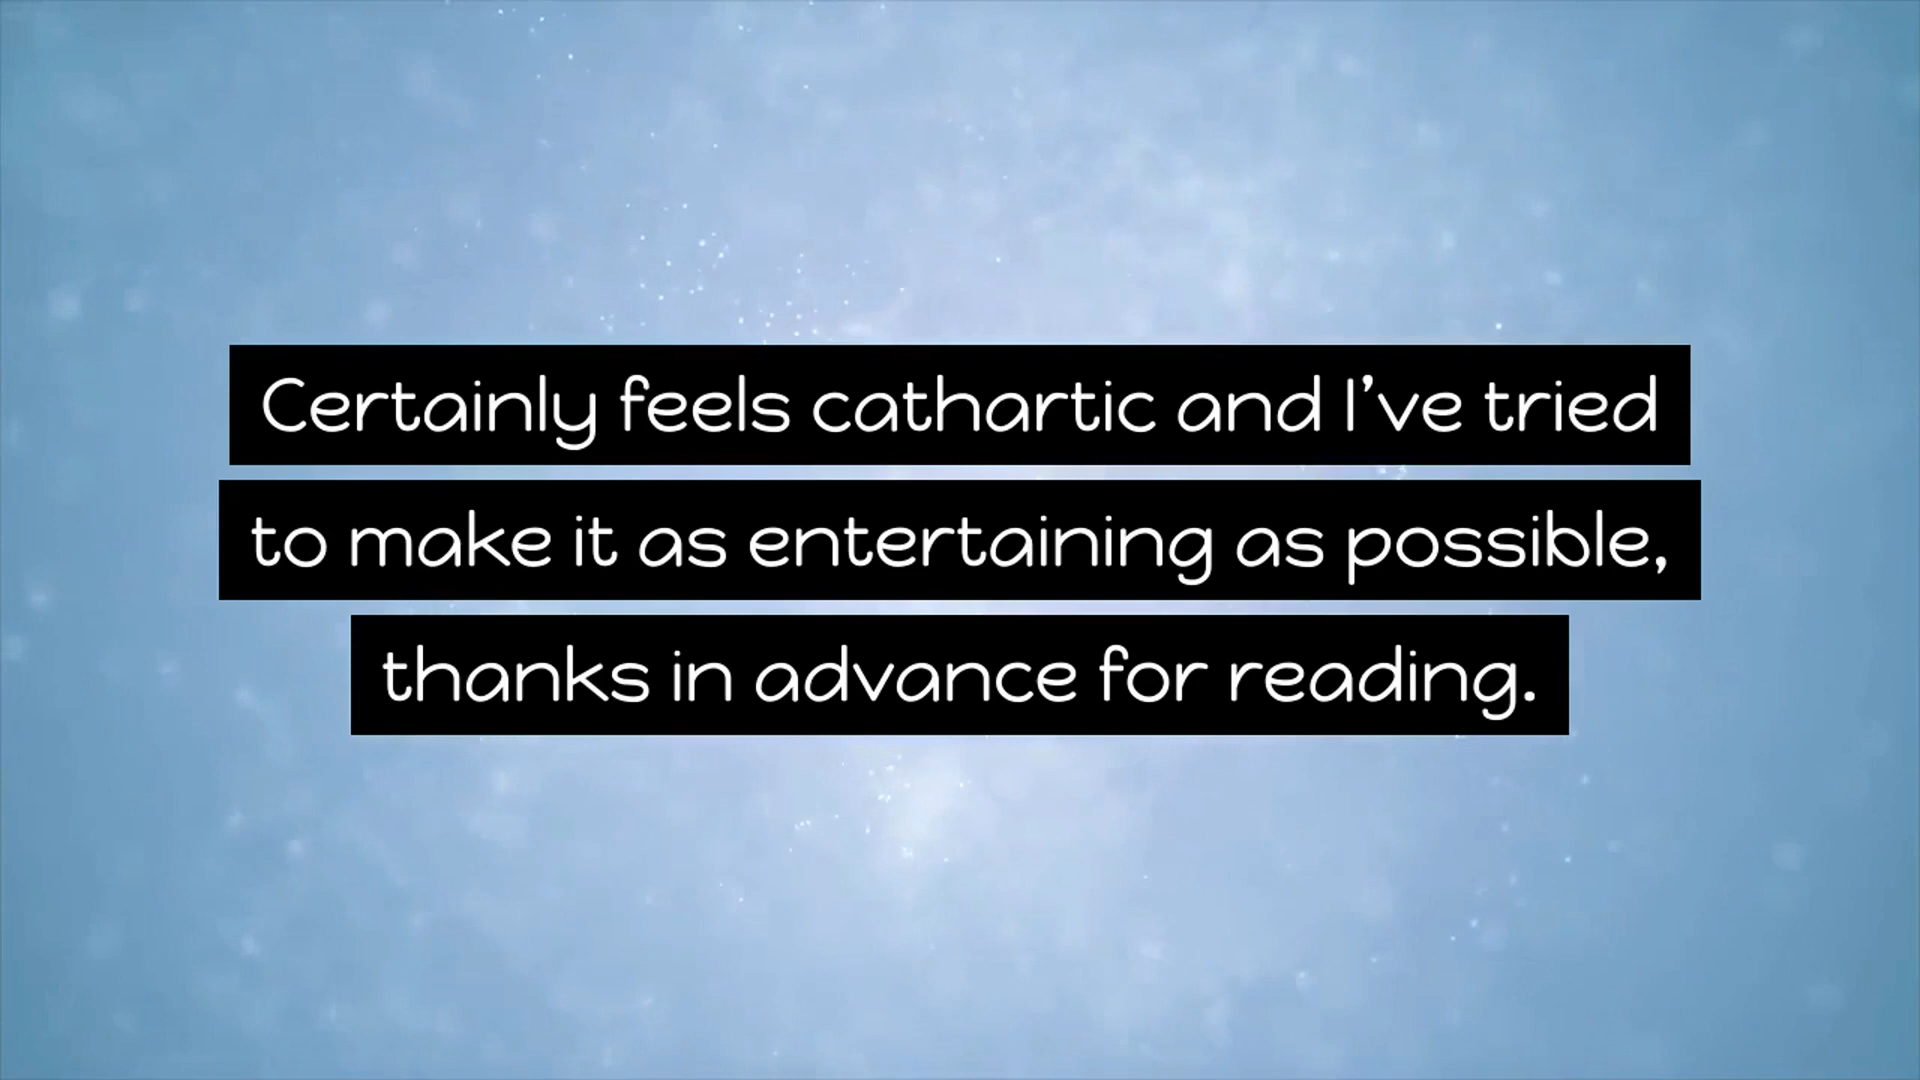 Certainly feels cathartic and I've tried
to make it as entertaining as possible,
thanks in advance for reading.